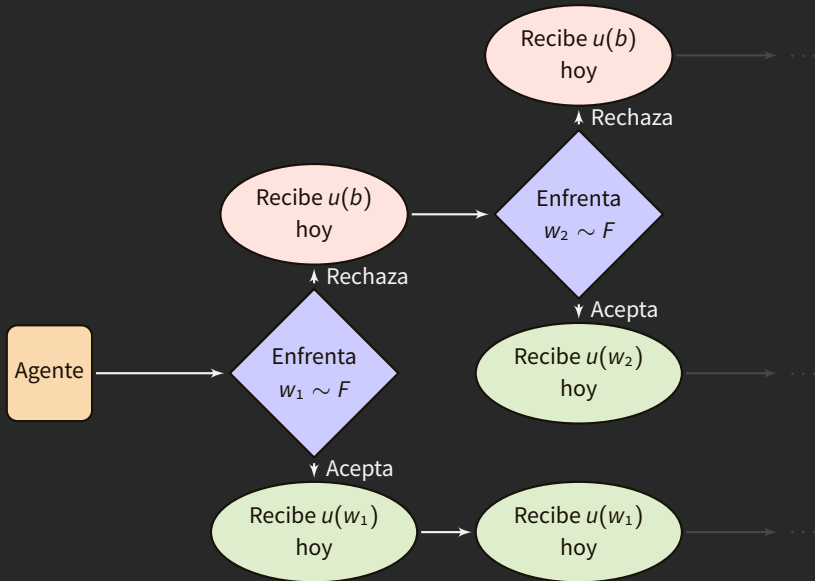 Recibe u(b)
hoy
...
Rechaza
Recibe u(b)
hoy
Enfrenta
w₂ ∼ F
Rechaza
Acepta
Agente
Enfrenta
w₁ ∼ F
Recibe u(w₂)
hoy
...
Acepta
Recibe u(w₁)
hoy
Recibe u(w₁)
hoy
...